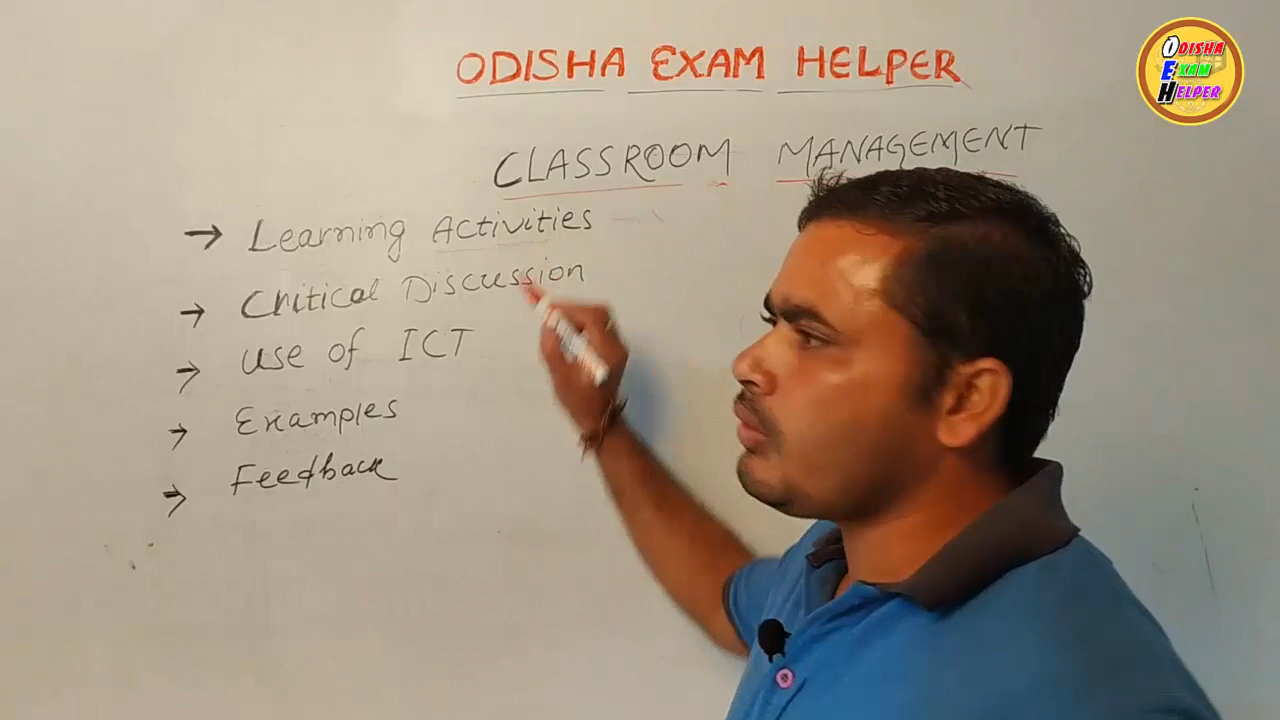 ODISHA EXAM HELPER
ODISHA
EXAM
HELPER
CLASSROOM MANAGEMENT
→ Learning Activities
→ Critical Discussion
→ Use of ICT
→ Examples
→ Feedback